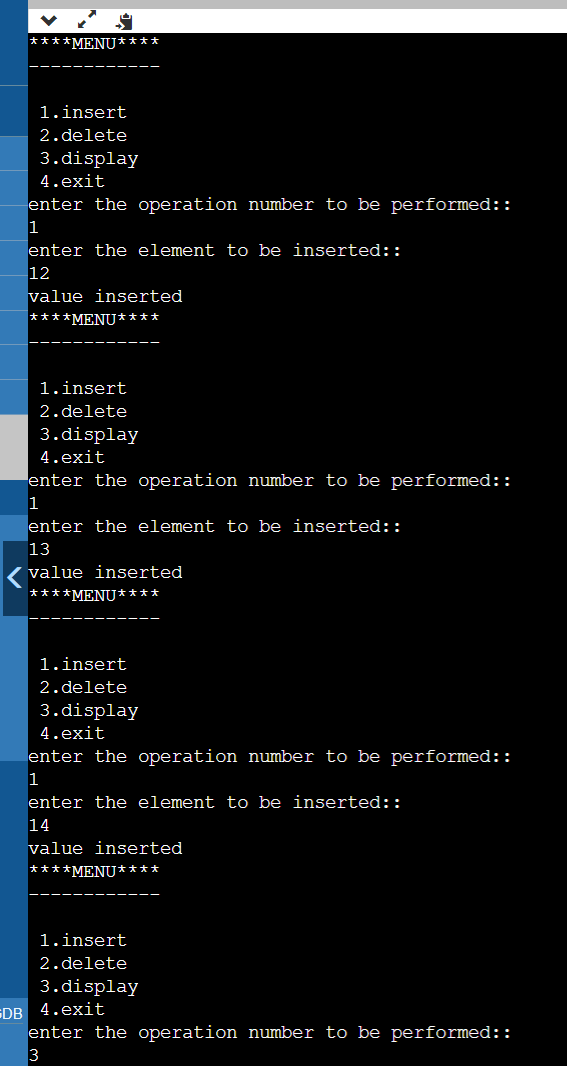 ****MENU****
------------
1.insert
2.delete
3.display
4.exit
enter the operation number to be performed::
1
enter the element to be inserted::
12
value inserted
****MENU****
------------
1.insert
2.delete
3.display
4.exit
enter the operation number to be performed::
1
enter the element to be inserted::
13
value inserted
****MENU****
------------
1.insert
2.delete
3.display
4.exit
enter the operation number to be performed::
1
enter the element to be inserted::
14
value inserted
****MENU****
------------
1.insert
2.delete
3.display
4.exit
GDB
enter the operation number to be performed::
3